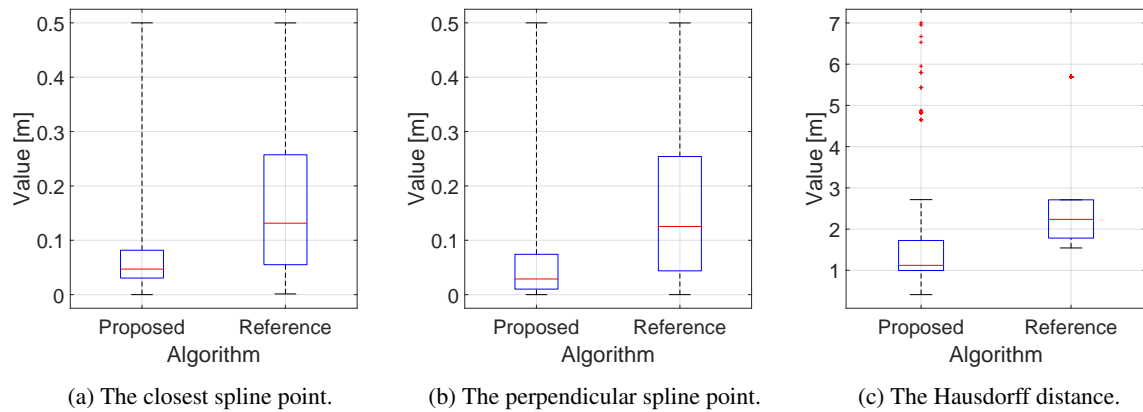 0.5
0.4
0.3
0.2
0.1
0
Value [m]
Proposed Reference
Algorithm
(a) The closest spline point.
0.5
0.4
0.3
0.2
0.1
0
Value [m]
Proposed Reference
Algorithm
(b) The perpendicular spline point.
7
6
5
4
3
2
1
Value [m]
Proposed Reference
Algorithm
(c) The Hausdorff distance.